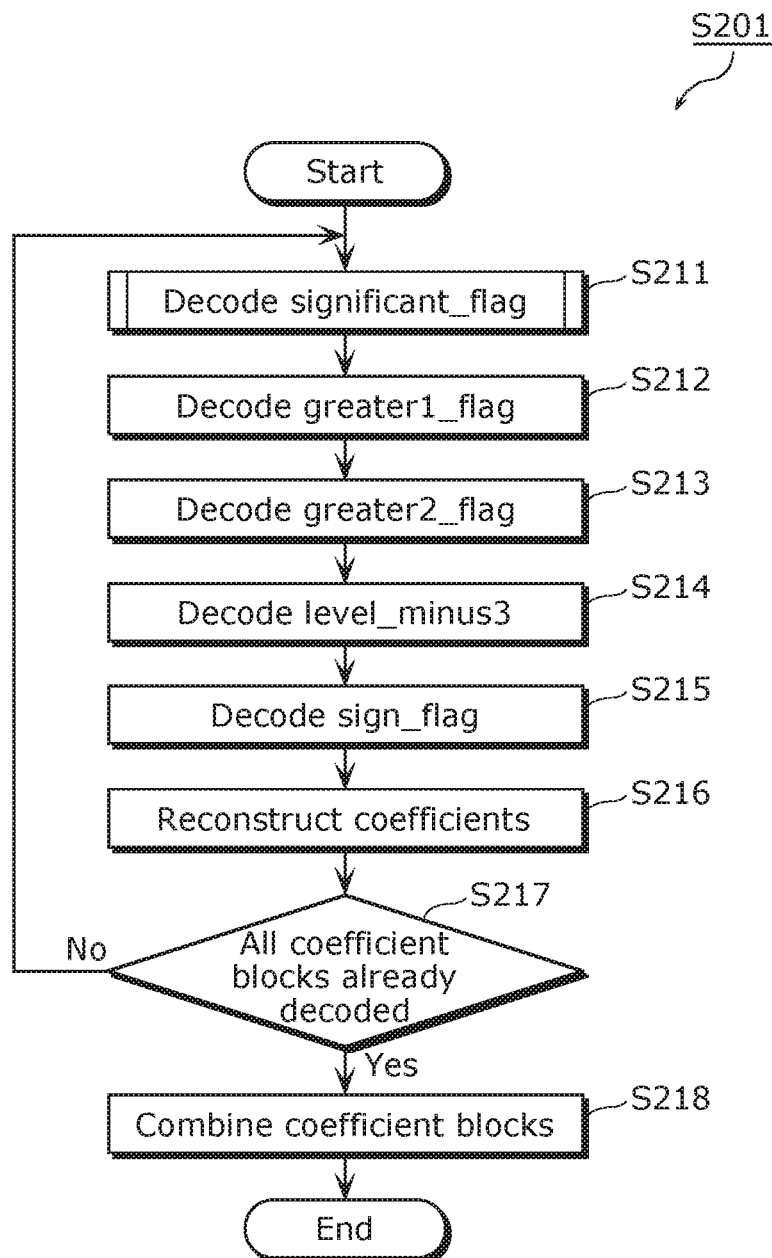 S201
Start
Decode significant_flag
S211
Decode greater1_flag
S212
Decode greater2_flag
S213
Decode level_minus3
S214
Decode sign_flag
S215
Reconstruct coefficients
S216
S217
No
All coefficient
blocks already
decoded
Yes
Combine coefficient blocks
S218
End